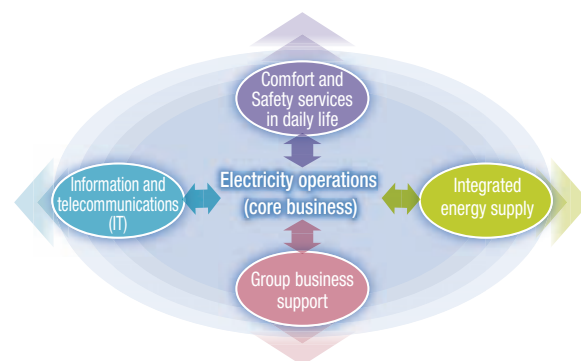 Comfort and
Safety services
in daily life
Information and
telecommunications
(IT)
Electricity operations
(core business)
Integrated
energy supply
Group business
support